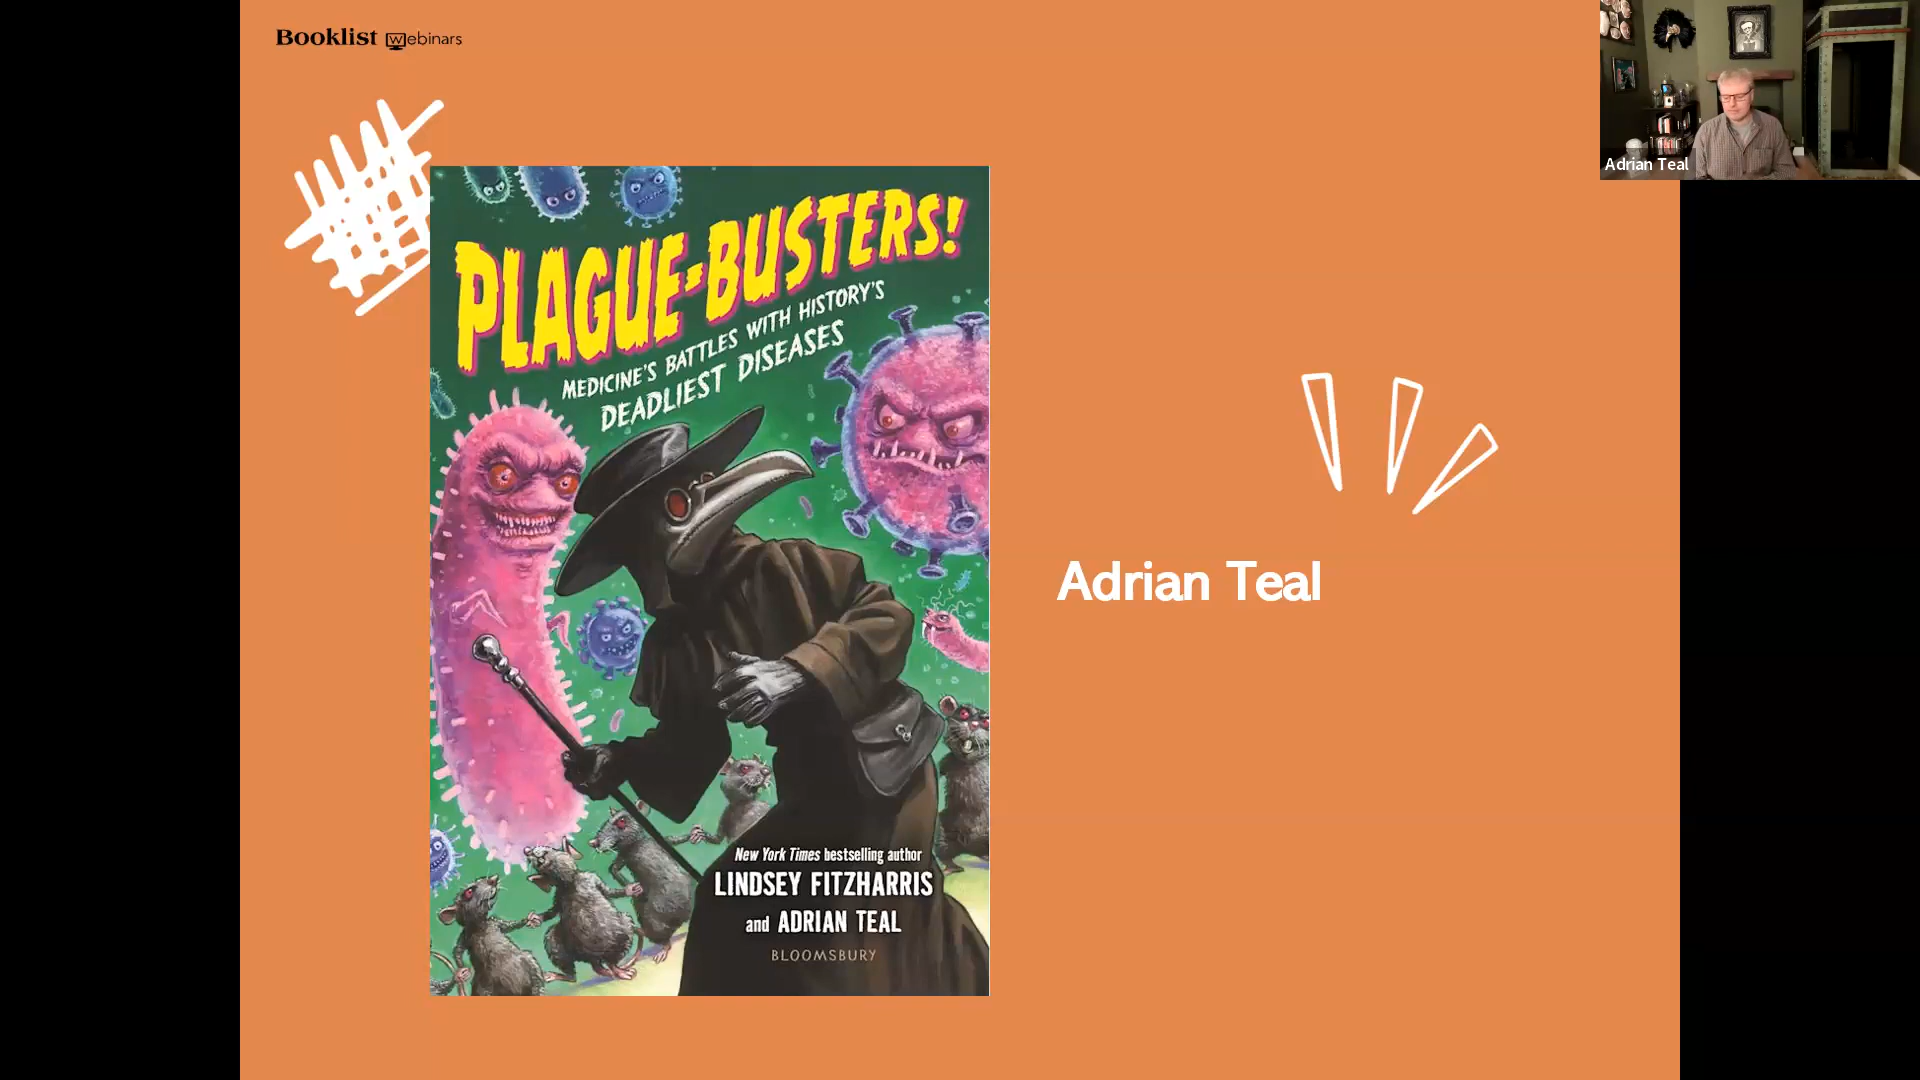 Booklist Webinars
Adrian Teal
PLAGUE-BUSTERS!
MEDICINE'S BATTLES WITH HISTORY'S
DEADLIEST DISEASES
Adrian Teal
New York Times bestselling author
LINDSEY FITZHARRIS
and ADRIAN TEAL
BLOOMSBURY